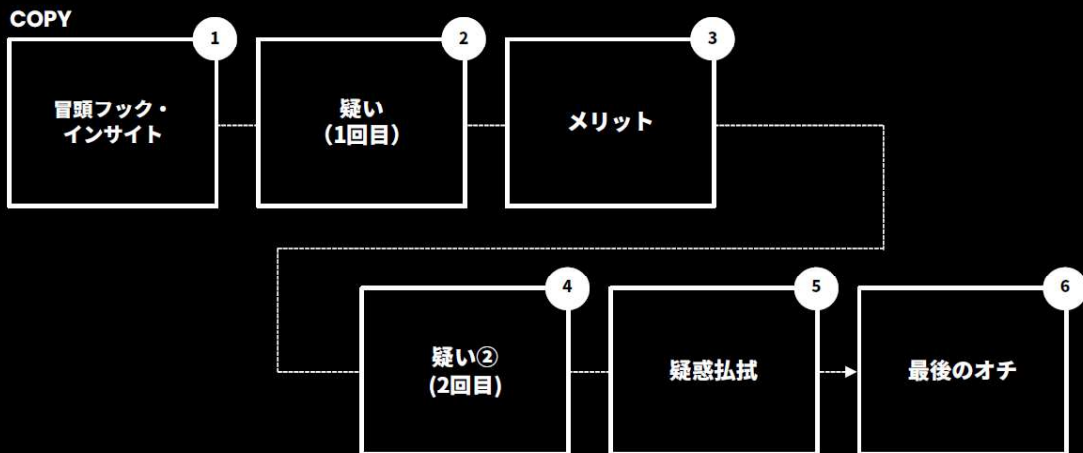 COPY
1
冒頭フック・
インサイト
2
疑い
(1回目)
3
メリット
4
疑い②
(2回目)
5
疑惑払拭
6
最後のオチ